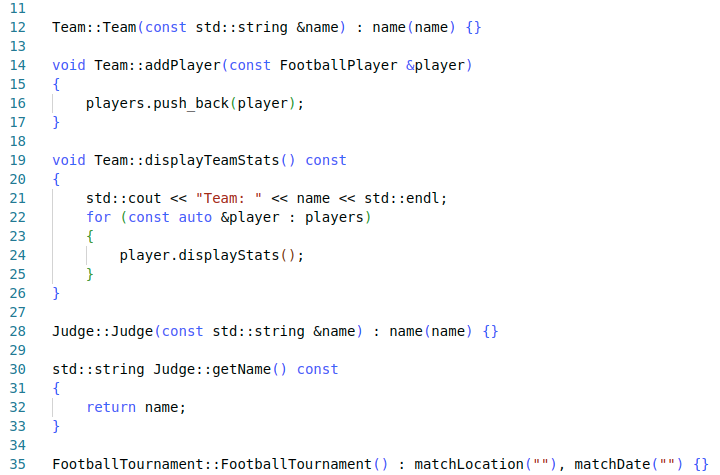 11
12 Team::Team(const std::string &name) : name(name) {}
13
14 void Team::addPlayer(const FootballPlayer &player)
15 {
16     players.push_back(player);
17 }
18
19 void Team::displayTeamStats() const
20 {
21     std::cout << "Team: " << name << std::endl;
22     for (const auto &player : players)
23     {
24         player.displayStats();
25     }
26 }
27
28 Judge::Judge(const std::string &name) : name(name) {}
29
30 std::string Judge::getName() const
31 {
32     return name;
33 }
34
35 FootballTournament::FootballTournament() : matchLocation(""), matchDate("") {}